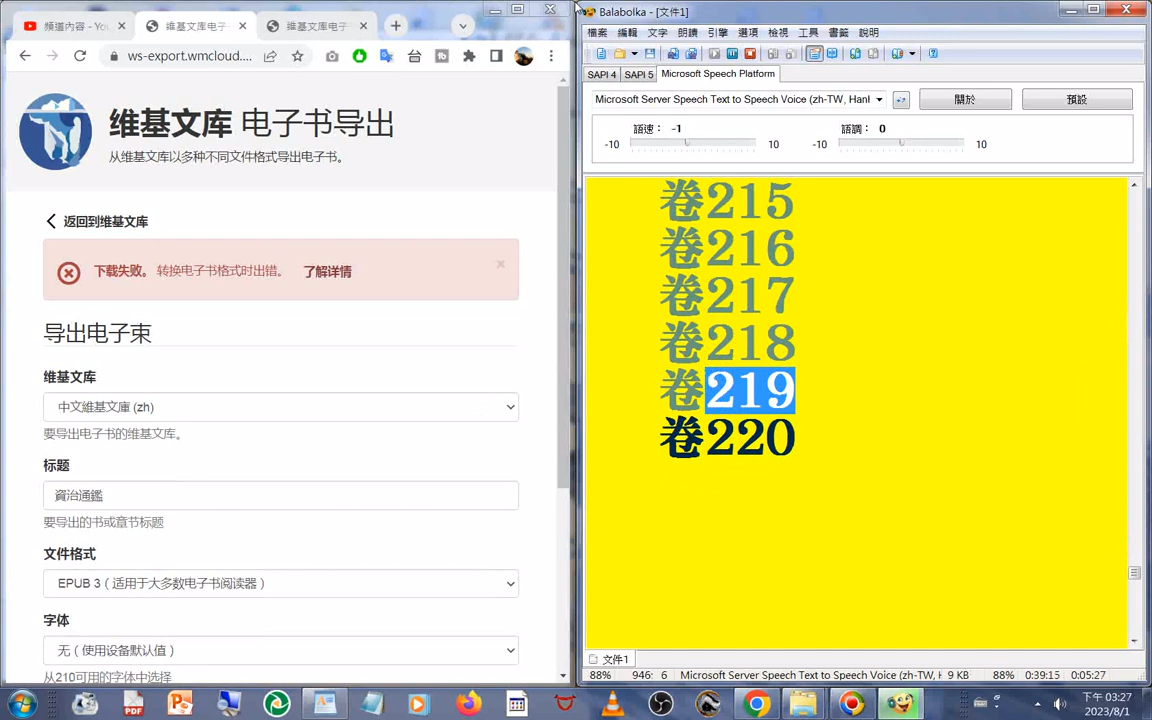 頻道內容 - You
维基文库电子-
維基文库電子
ws-export.wmcloud....
维基文库 电子书导出
从维基文库以多种不同文件格式导出电子书。
返回到维基文库
下载失败。 转换电子书格式时出错。 了解详情
导出电子束
维基文库
中文維基文庫 (zh)
要导出电子书的维基文库。
标题
資治通鑑
要导出的书或章节标题
文件格式
EPUB 3（适用于大多数电子书阅读器）
字体
无（使用设备默认值）
从210可用的字体中选择
Balabolka - [文件1]
檔案 編輯 文字 朗讀 引擎 選項 檢視 工具 書籤 說明
SAPI 4 SAPI 5 Microsoft Speech Platform
Microsoft Server Speech Text to Speech Voice (zh-TW, Hanl
關於
預設
語速： -1
語調： 0
-10 10 -10 10
卷215
卷216
卷217
卷218
卷219
卷220
文件1
88% 946: 6 Microsoft Server Speech Text to Speech Voice (zh-TW, H 9 KB 88% 0:39:15 0:05:27
PDF
下午 03:27
2023/8/1